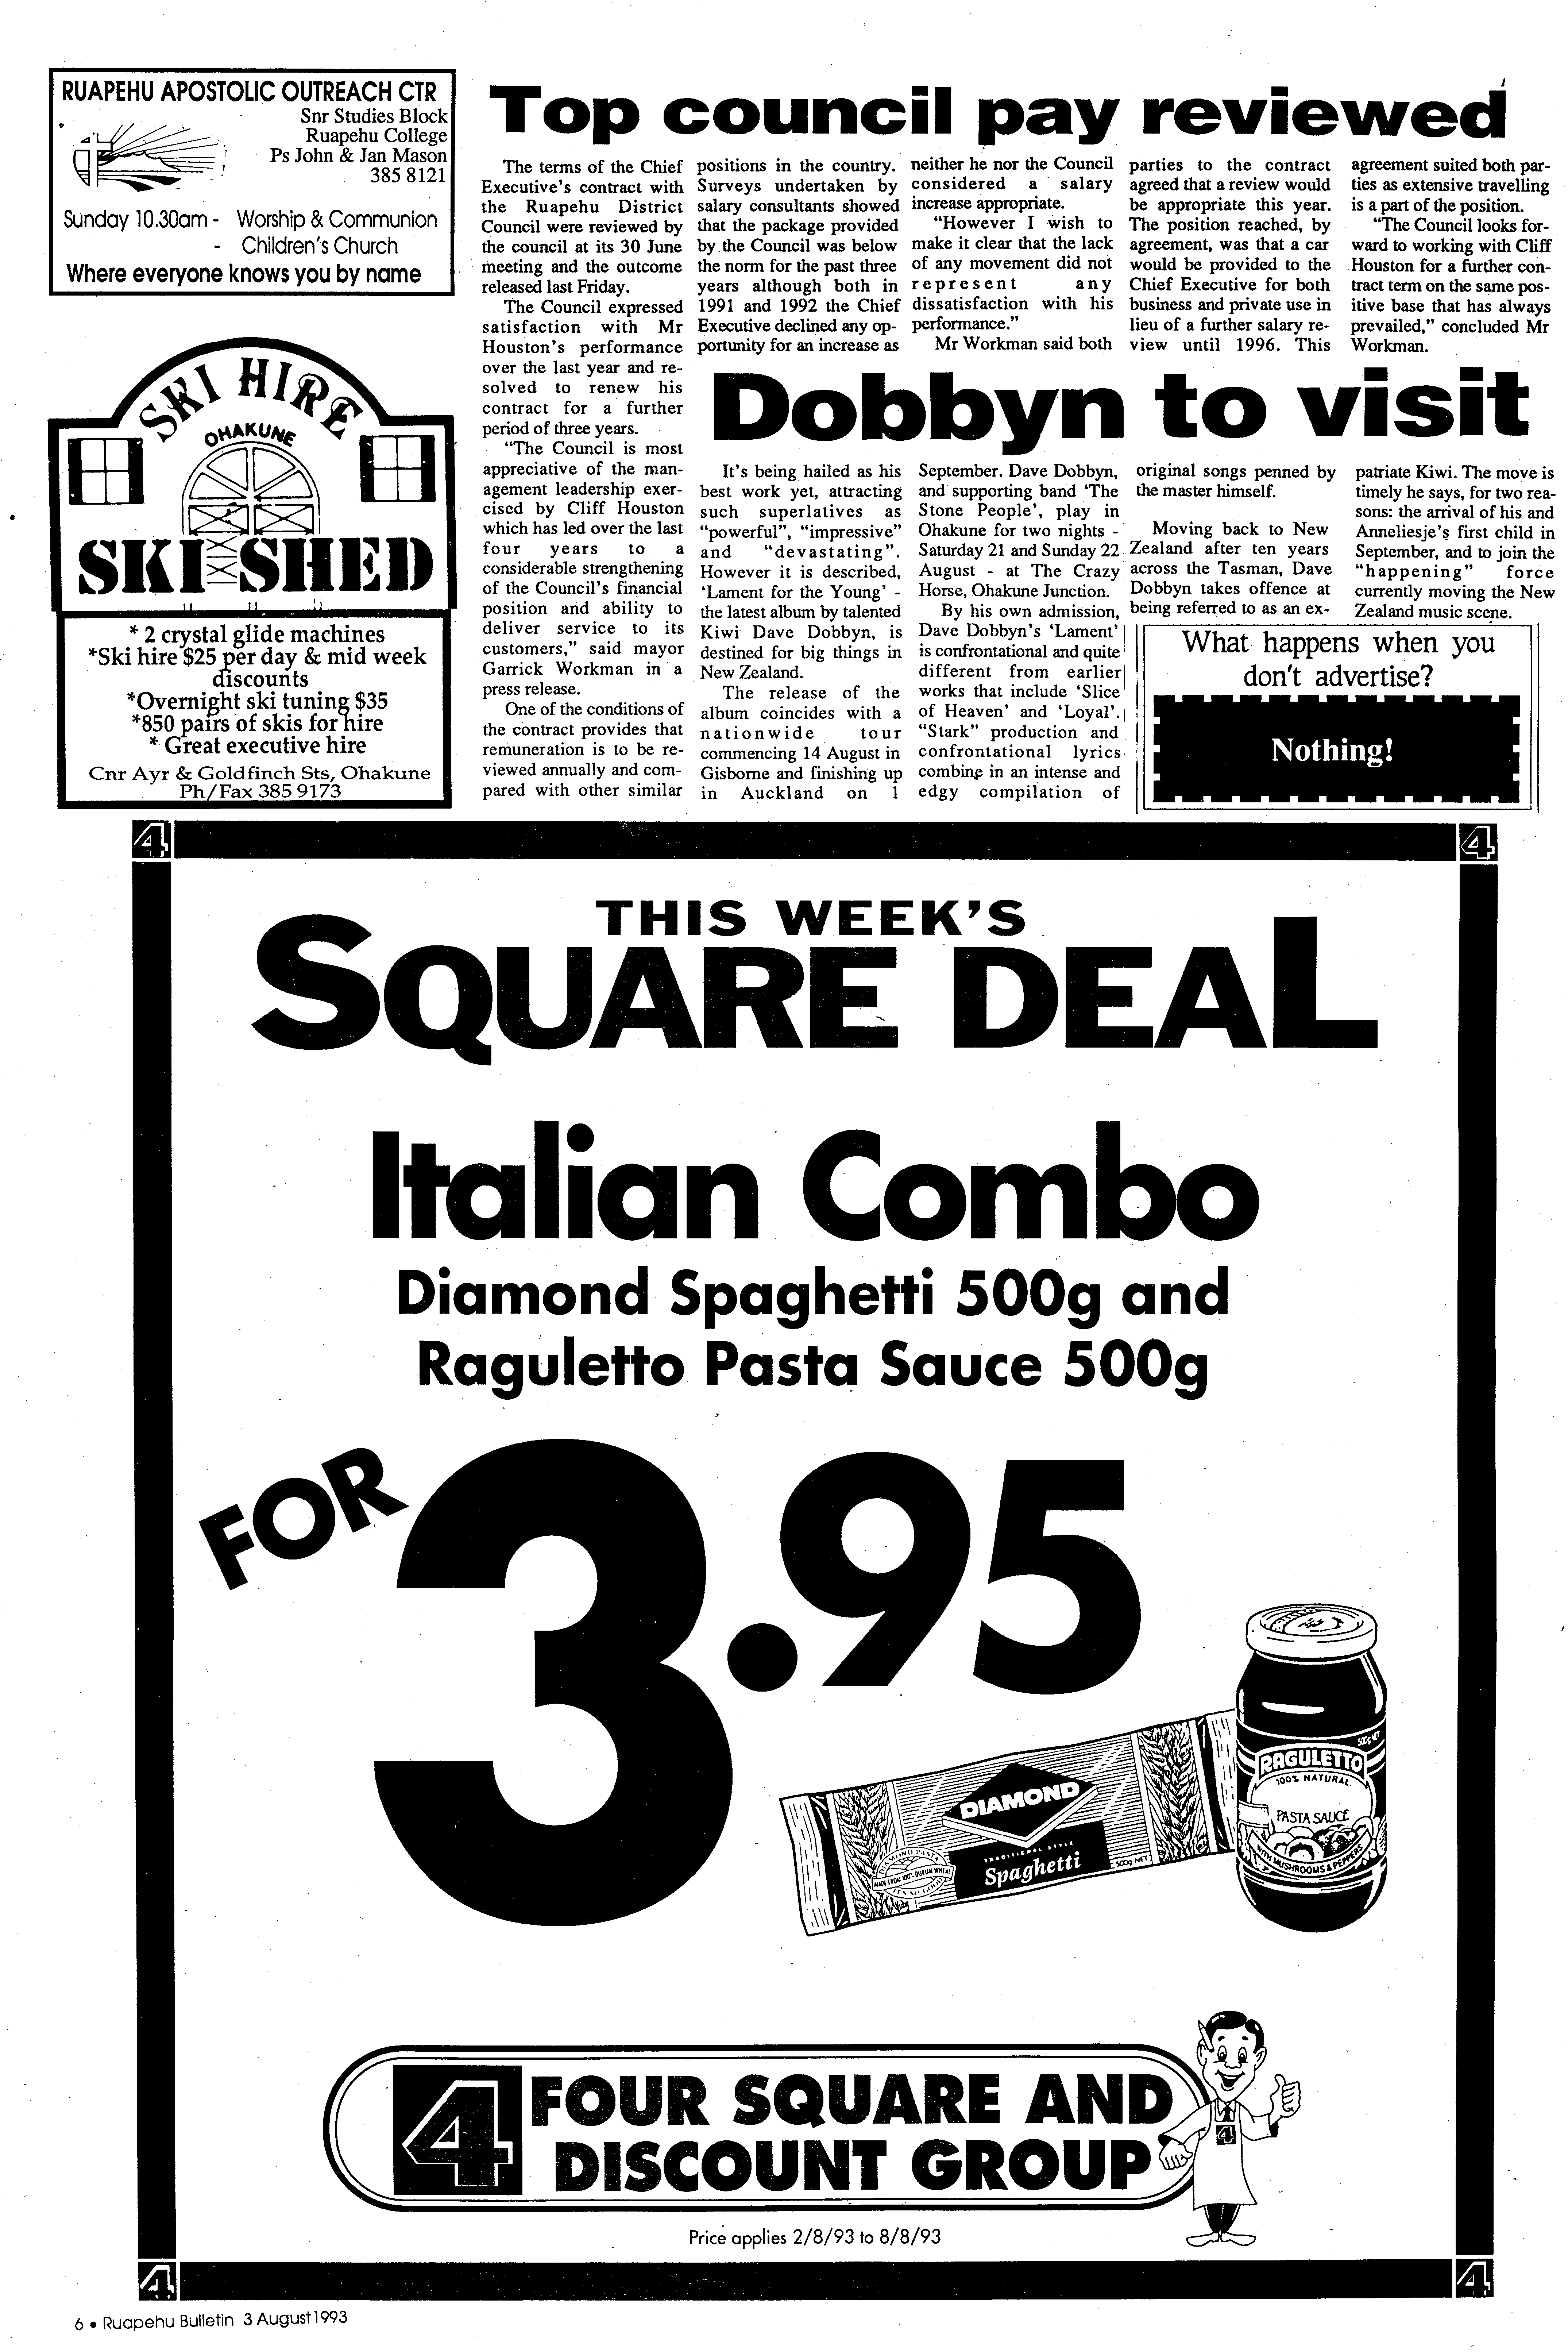 RUAPEHU APOSTOLIC OUTREACH CTR
Snr Studies Block
Ruapehu College
Ps John & Jan Mason
385 8121
Sunday 10.30am - Worship & Communion
- Children's Church
Where everyone knows you by name
SKI HIRE
OHAKUNE
SKI SHED
* 2 crystal glide machines
*Ski hire $25 per day & mid week
discounts
*Overnight ski tuning $35
*850 pairs of skis for hire
* Great executive hire
Cnr Ayr & Goldfinch Sts, Ohakune
Ph/Fax 385 9173
Top council pay reviewed
The terms of the Chief
Executive's contract with
the Ruapehu District
Council were reviewed by
the council at its 30 June
meeting and the outcome
released last Friday.
The Council expressed
satisfaction with Mr
Houston's performance
over the last year and re-
solved to renew his
contract for a further
period of three years.
"The Council is most
appreciative of the man-
agement leadership exer-
cised by Cliff Houston
which has led over the last
four years to a
considerable strengthening
of the Council's financial
position and ability to
deliver service to its
customers," said mayor
Garrick Workman in a
press release.
One of the conditions of
the contract provides that
remuneration is to be re-
viewed annually and com-
pared with other similar
positions in the country.
Surveys undertaken by
salary consultants showed
that the package provided
by the Council was below
the norm for the past three
years although both in
1991 and 1992 the Chief
Executive declined any op-
portunity for an increase as
neither he nor the Council
considered a salary
increase appropriate.
"However I wish to
make it clear that the lack
of any movement did not
represent any
dissatisfaction with his
performance."
Mr Workman said both
parties to the contract
agreed that a review would
be appropriate this year.
The position reached, by
agreement, was that a car
would be provided to the
Chief Executive for both
business and private use in
lieu of a further salary re-
view until 1996. This
agreement suited both par-
ties as extensive travelling
is a part of the position.
"The Council looks for-
ward to working with Cliff
Houston for a further con-
tract term on the same pos-
itive base that has always
prevailed," concluded Mr
Workman.
Dobbyn to visit
It's being hailed as his
best work yet, attracting
such superlatives as
"powerful", "impressive"
and "devastating".
However it is described,
'Lament for the Young' -
the latest album by talented
Kiwi Dave Dobbyn, is
destined for big things in
New Zealand.
The release of the
album coincides with a
nationwide tour
commencing 14 August in
Gisborne and finishing up
in Auckland on 1
September. Dave Dobbyn,
and supporting band 'The
Stone People', play in
Ohakune for two nights -
Saturday 21 and Sunday 22
August - at The Crazy
Horse, Ohakune Junction.
By his own admission,
Dave Dobbyn's 'Lament'
is confrontational and quite
different from earlier
works that include 'Slice
of Heaven' and 'Loyal'.
"Stark" production and
confrontational lyrics
combine in an intense and
edgy compilation of
original songs penned by
the master himself.
Moving back to New
Zealand after ten years
across the Tasman, Dave
Dobbyn takes offence at
being referred to as an ex-
patriate Kiwi. The move is
timely he says, for two rea-
sons: the arrival of his and
Anneliesje's first child in
September, and to join the
"happening" force
currently moving the New
Zealand music scene.
What happens when you
don't advertise?
Nothing!
4 4
THIS WEEK'S
SQUARE DEAL
Italian Combo
Diamond Spaghetti 500g and
Raguletto Pasta Sauce 500g
FOR
3.95
DIAMOND
TRADITIONAL STYLE
Spaghetti
500g NET
DIAMOND PASTA
MADE FROM 100% DURUM WHEAT
500g NET
RAGULETTO
100% NATURAL
PASTA SAUCE
WITH MUSHROOMS & PEPPERS
4 FOUR SQUARE AND
DISCOUNT GROUP
4
Price applies 2/8/93 to 8/8/93
4 4
6 • Ruapehu Bulletin 3 August 1993